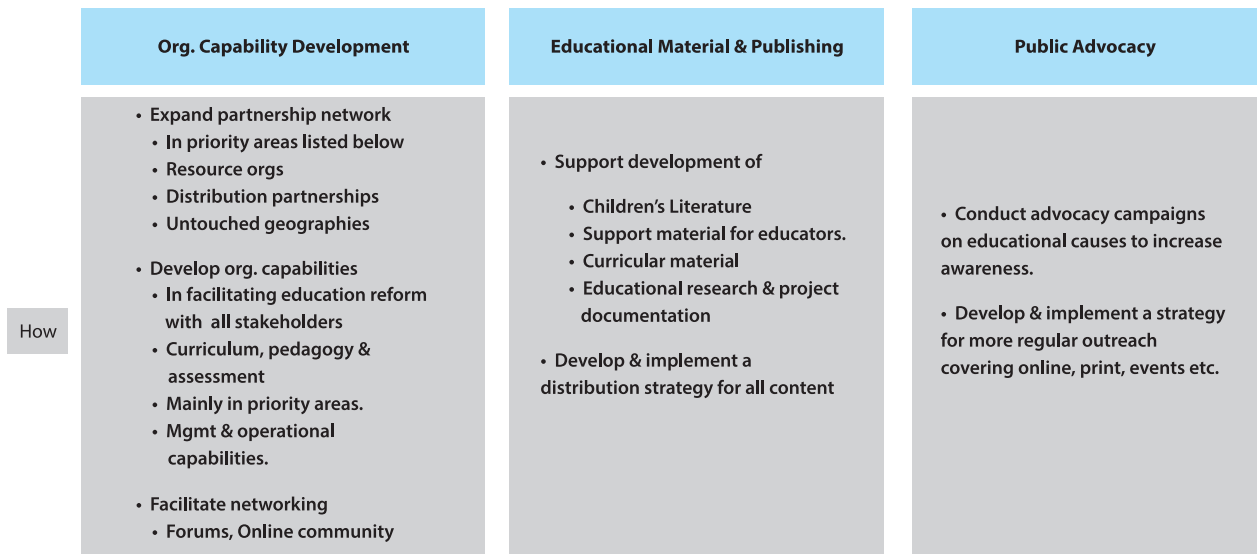 Org. Capability Development
Educational Material & Publishing
Public Advocacy
How
• Expand partnership network
• In priority areas listed below
• Resource orgs
• Distribution partnerships
• Untouched geographies
• Develop org. capabilities
• In facilitating education reform
with all stakeholders
• Curriculum, pedagogy &
assessment
• Mainly in priority areas.
• Mgmt & operational
capabilities.
• Facilitate networking
• Forums, Online community
• Support development of
• Children’s Literature
• Support material for educators.
• Curricular material
• Educational research & project
documentation
• Develop & implement a
distribution strategy for all content
• Conduct advocacy campaigns
on educational causes to increase
awareness.
• Develop & implement a strategy
for more regular outreach
covering online, print, events etc.